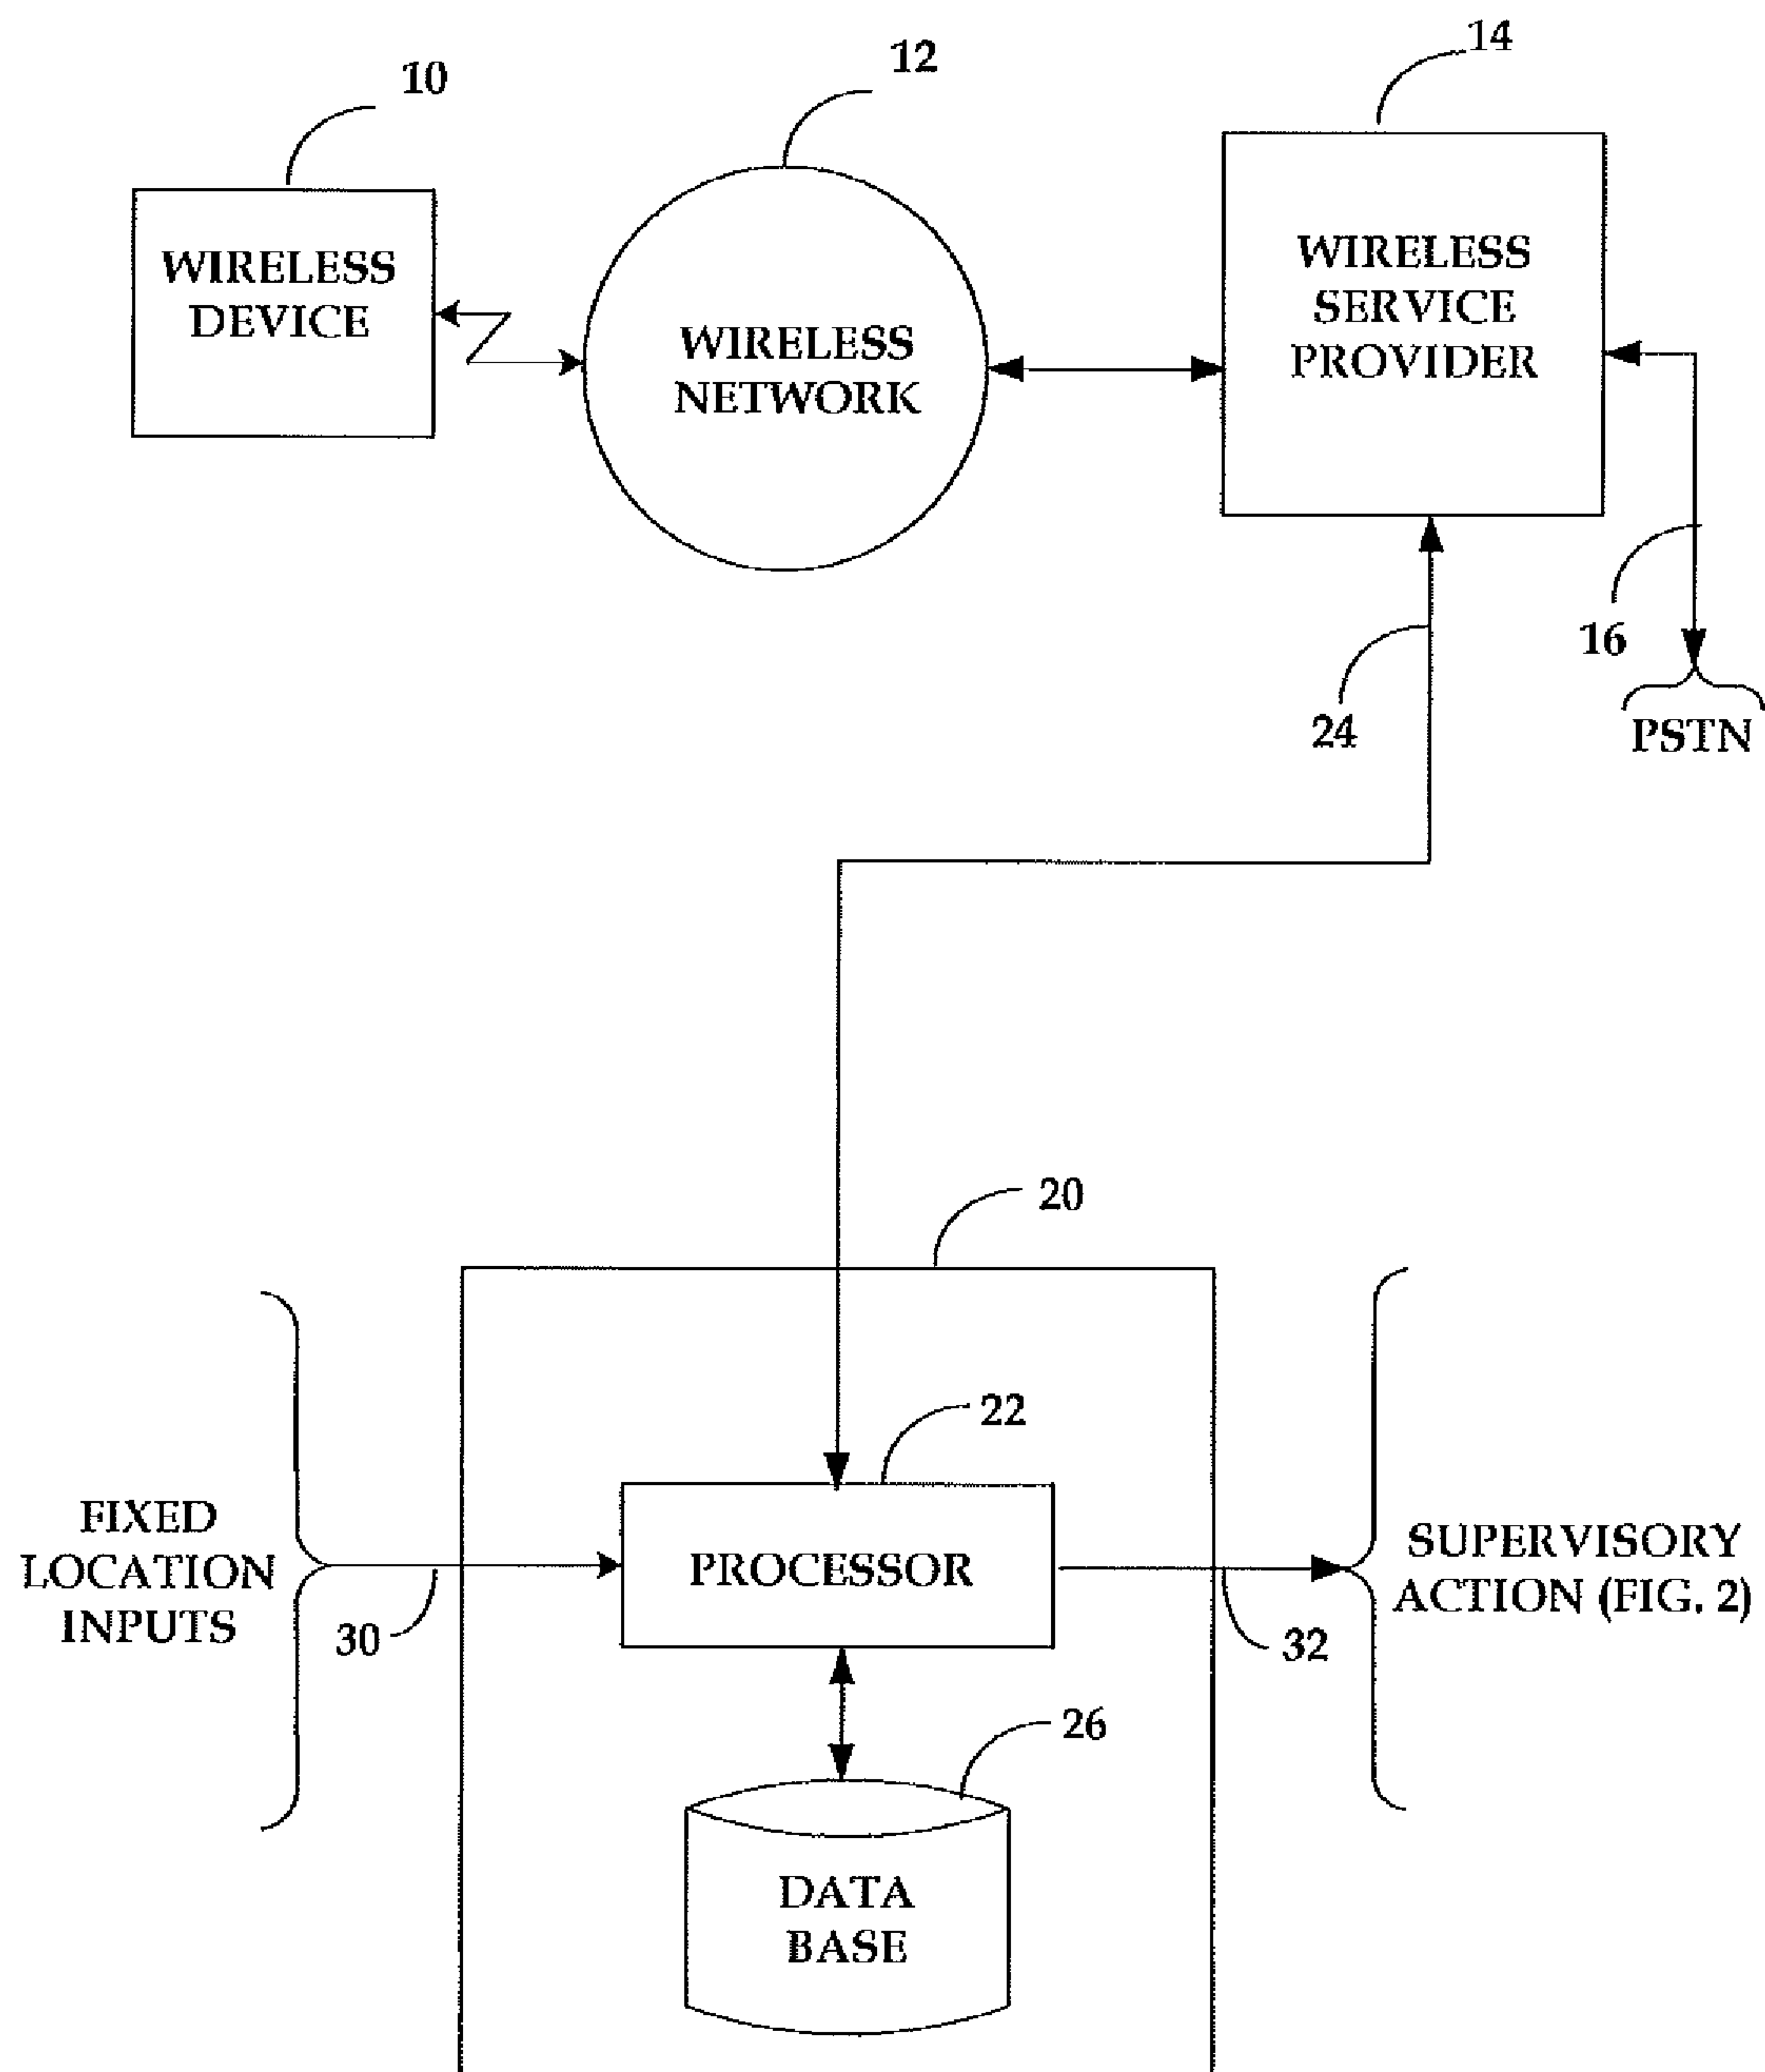 10
12
14
WIRELESS
DEVICE
WIRELESS
NETWORK
WIRELESS
SERVICE
PROVIDER
16
24
PSTN
20
22
FIXED
LOCATION
INPUTS
30
PROCESSOR
32
SUPERVISORY
ACTION (FIG. 2)
26
DATA
BASE